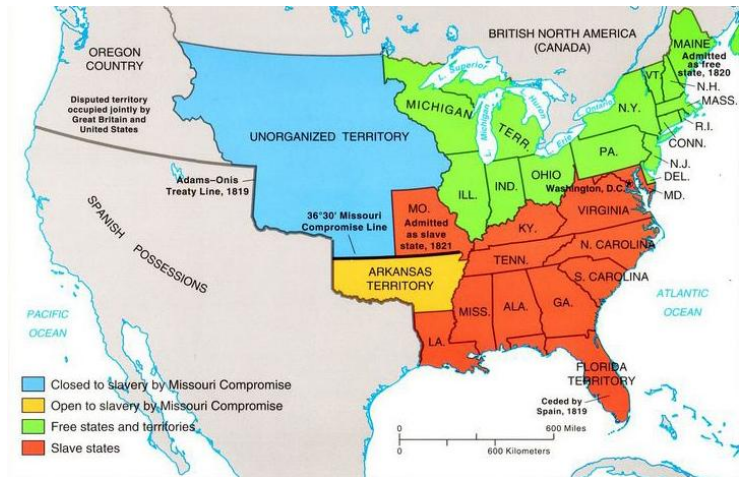 BRITISH NORTH AMERICA
(CANADA)
OREGON
COUNTRY
Disputed territory
occupied jointly by
Great Britain and
United States
MAINE
Admitted
as free
state, 1820
VT.
N.H.
MASS.
N.Y.
R.I.
CONN.
N.J.
DEL.
MD.
PA.
L. Superior
L. Michigan
L. Huron
L. Erie
L. Ontario
MICHIGAN
TERR.
UNORGANIZED TERRITORY
Adams–Onis
Treaty Line, 1819
36°30' Missouri
Compromise Line
ILL.
IND.
OHIO
Washington, D.C.
MO.
Admitted
as slave
state, 1821
KY.
VIRGINIA
TENN.
N. CAROLINA
S. CAROLINA
ARKANSAS
TERRITORY
MISS.
ALA.
GA.
LA.
SPANISH POSSESSIONS
PACIFIC
OCEAN
ATLANTIC
OCEAN
FLORIDA
TERRITORY
Ceded by
Spain, 1819
Closed to slavery by Missouri Compromise
Open to slavery by Missouri Compromise
Free states and territories
Slave states
0 600 Miles
0 600 Kilometers